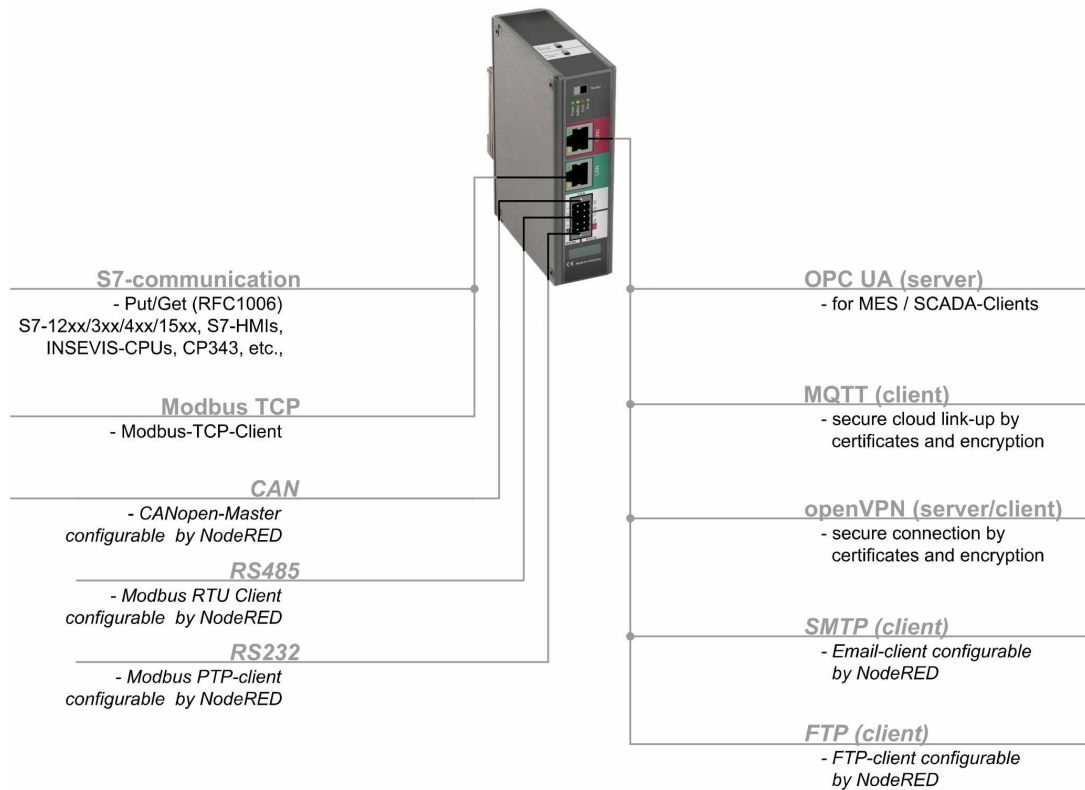 WAN
LAN
S7-communication
- Put/Get (RFC1006)
S7-12xx/3xx/4xx/15xx, S7-HMIs,
INSEVIS-CPUs, CP343, etc.,
Modbus TCP
- Modbus-TCP-Client
CAN
- CANopen-Master
configurable by NodeRED
RS485
- Modbus RTU Client
configurable by NodeRED
RS232
- Modbus PTP-client
configurable by NodeRED
OPC UA (server)
- for MES / SCADA-Clients
MQTT (client)
- secure cloud link-up by
certificates and encryption
openVPN (server/client)
- secure connection by
certificates and encryption
SMTP (client)
- Email-client configurable
by NodeRED
FTP (client)
- FTP-client configurable
by NodeRED